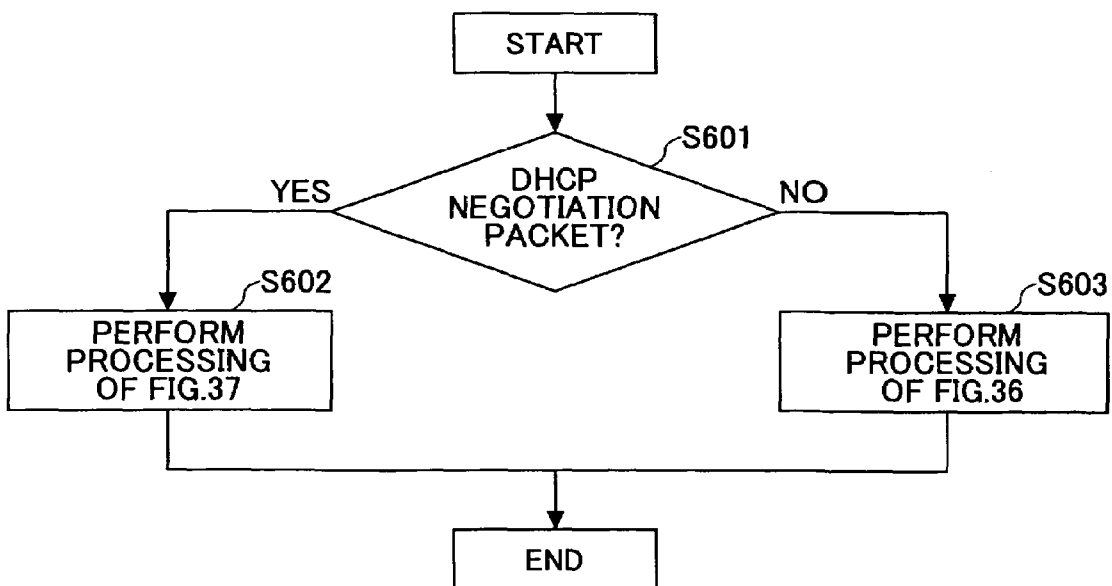 START
S601
DHCP
NEGOTIATION
PACKET?
YES
NO
S602
PERFORM
PROCESSING
OF FIG.37
S603
PERFORM
PROCESSING
OF FIG.36
END